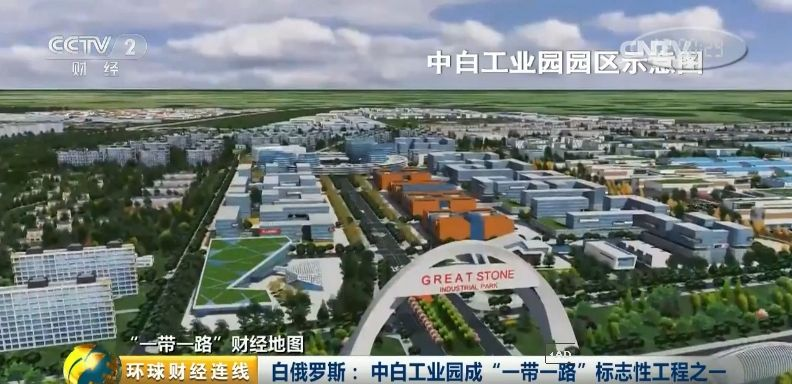 CCTV 2
财经
中白工业园园区示意图
GREAT STONE
INDUSTRIAL PARK
“一带一路”财经地图
环球财经连线
白俄罗斯：中白工业园成“一带一路”标志性工程之一